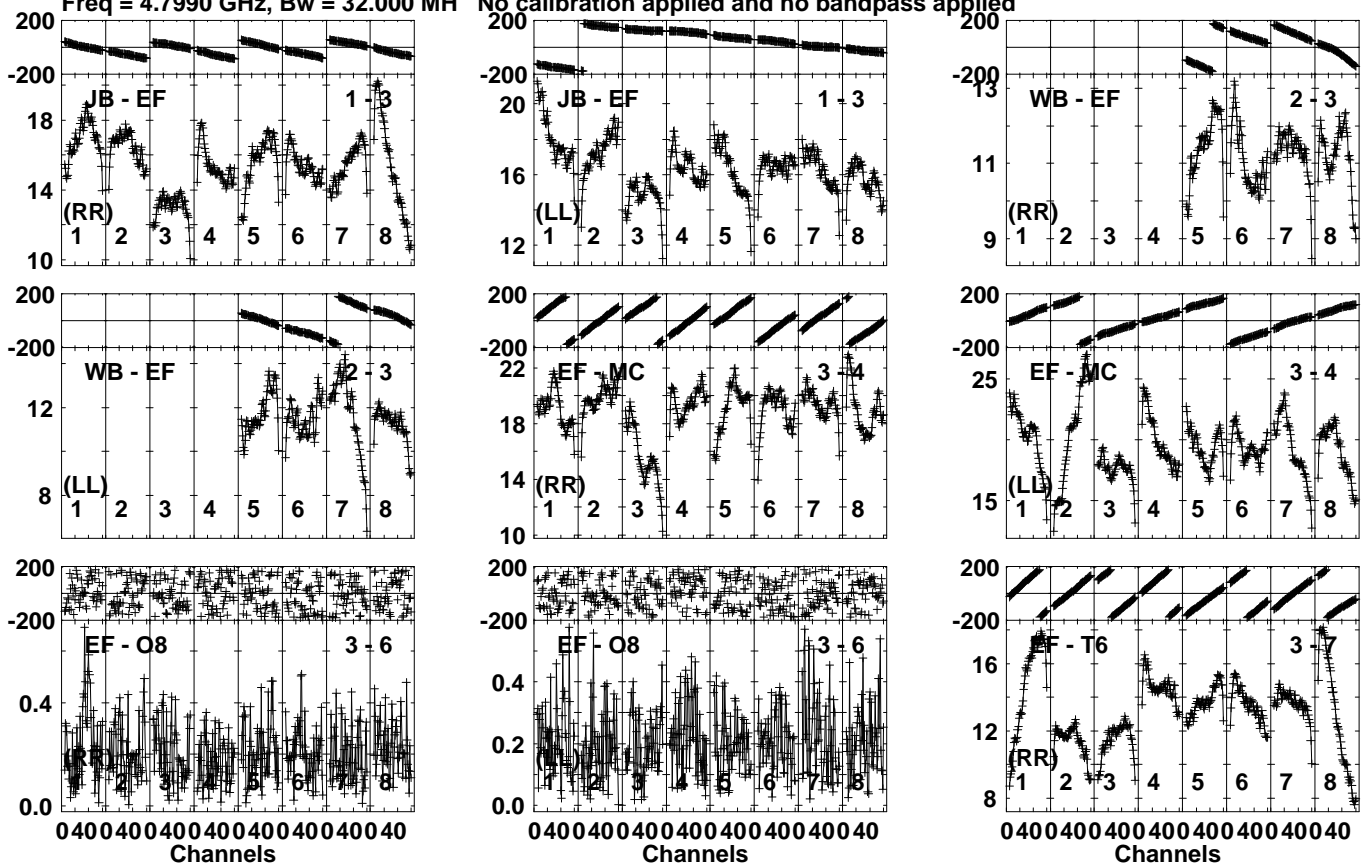 Freq = 4.7990 GHz, Bw = 32.000 MH No calibration applied and no bandpass applied
200
-200
JB - EF 1 - 3
18
14
10
(RR)
1 2 3 4 5 6 7 8
200
-200
JB - EF 1 - 3
20
16
12
(LL)
1 2 3 4 5 6 7 8
200
-200
WB - EF 2 - 3
13
11
9
(RR)
1 2 3 4 5 6 7 8
200
-200
WB - EF 2 - 3
12
8
(LL)
1 2 3 4 5 6 7 8
200
-200
EF - MC 3 - 4
22
18
14
10
(RR)
1 2 3 4 5 6 7 8
200
-200
EF - MC 3 - 4
25
15
(LL)
1 2 3 4 5 6 7 8
200
-200
EF - O8 3 - 6
0.4
0.0
(RR)
1 2 3 4 5 6 7 8
0 40 0 40 0 40 0 40 0 40 0 40 0 40 0 40
Channels
200
-200
EF - O8 3 - 6
0.4
0.2
0.0
(LL)
1 2 3 4 5 6 7 8
0 40 0 40 0 40 0 40 0 40 0 40 0 40 0 40
Channels
200
-200
EF - T6 3 - 7
16
12
8
(RR)
1 2 3 4 5 6 7 8
0 40 0 40 0 40 0 40 0 40 0 40 0 40 0 40
Channels